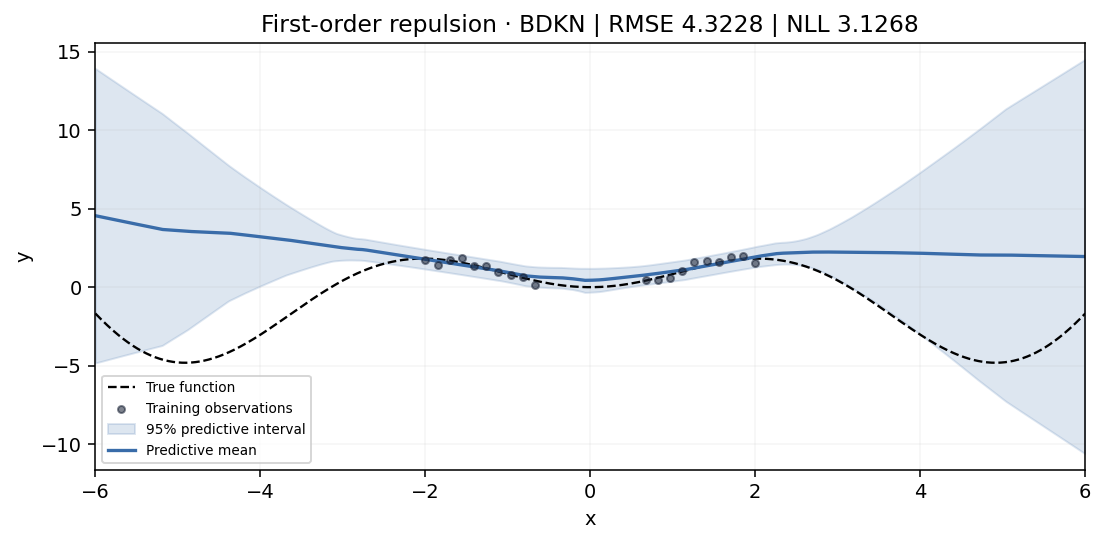 First-order repulsion · BDKN | RMSE 4.3228 | NLL 3.1268
15
10
5
0
−5
−10
y
True function
Training observations
95% predictive interval
Predictive mean
−6
−4
−2
0
2
4
6
x